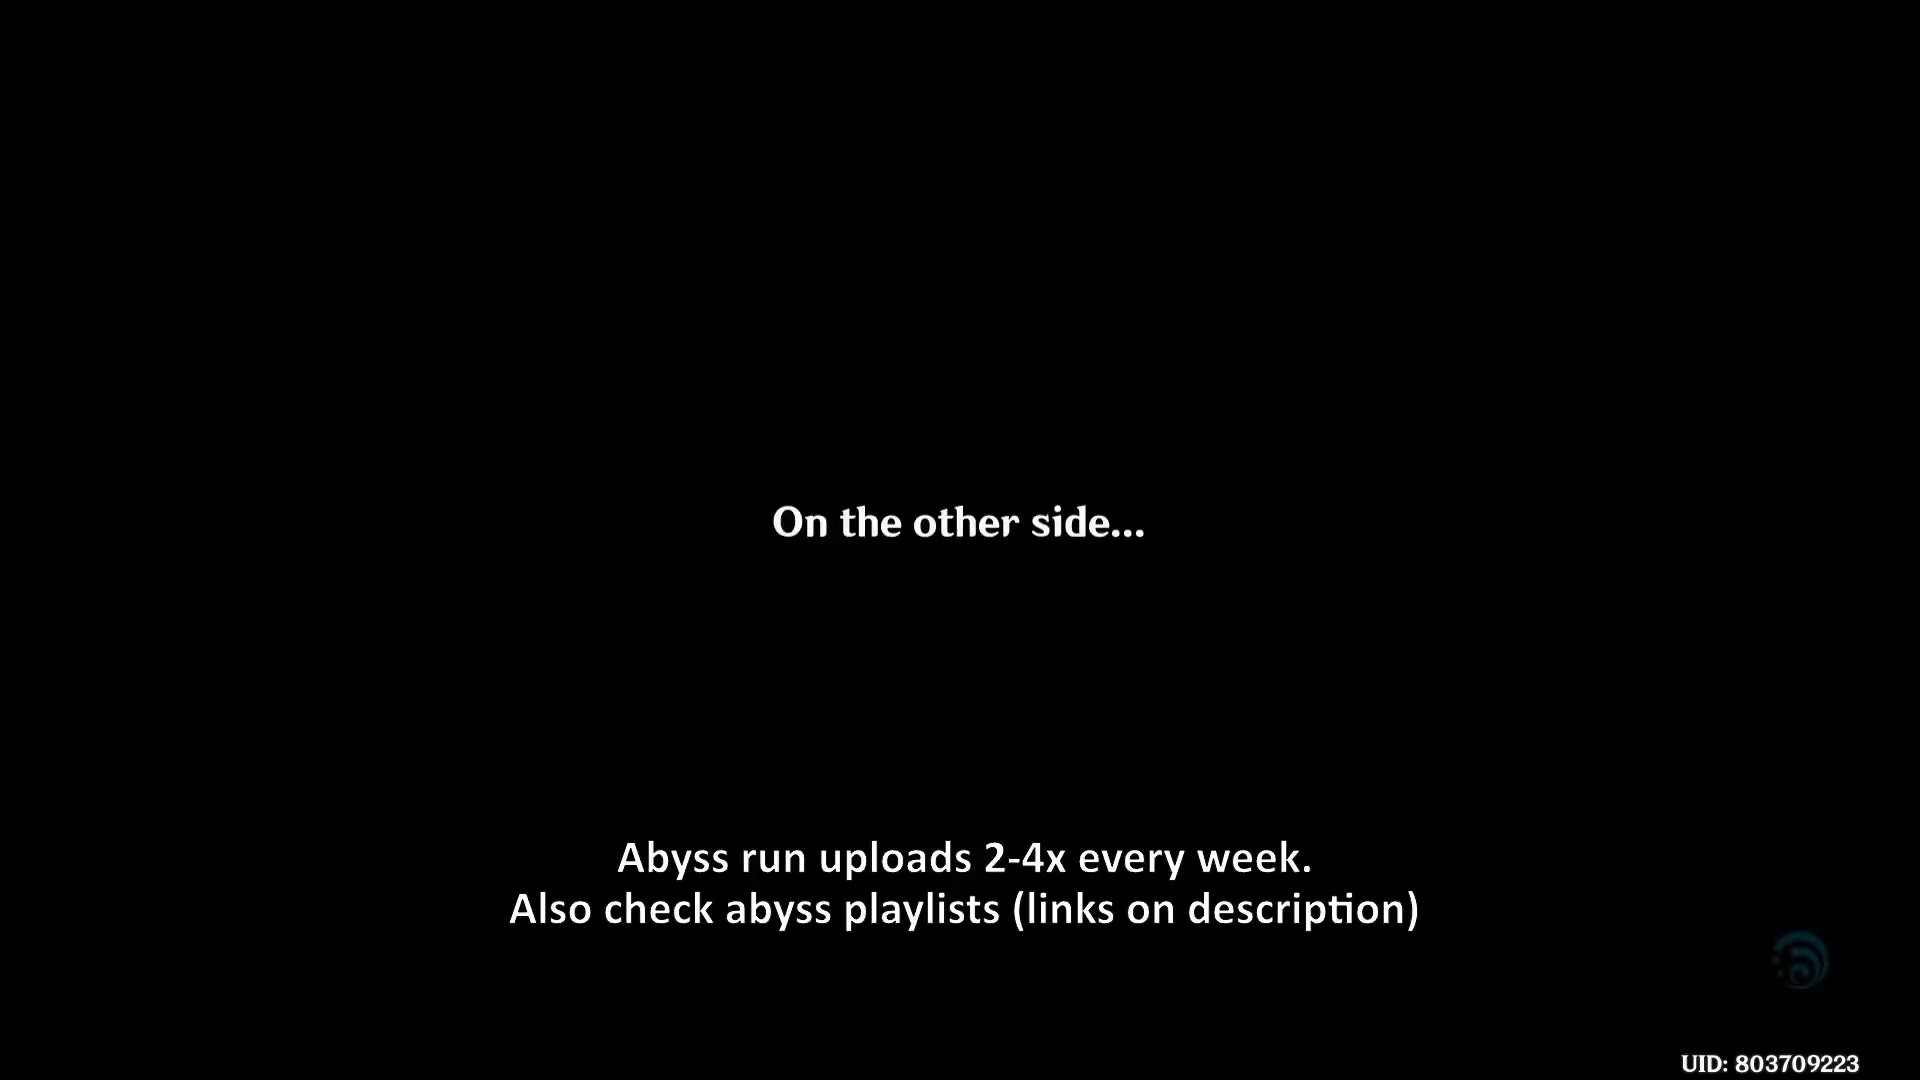 On the other side...
Abyss run uploads 2-4x every week.
Also check abyss playlists (links on description)
UID: 803709223